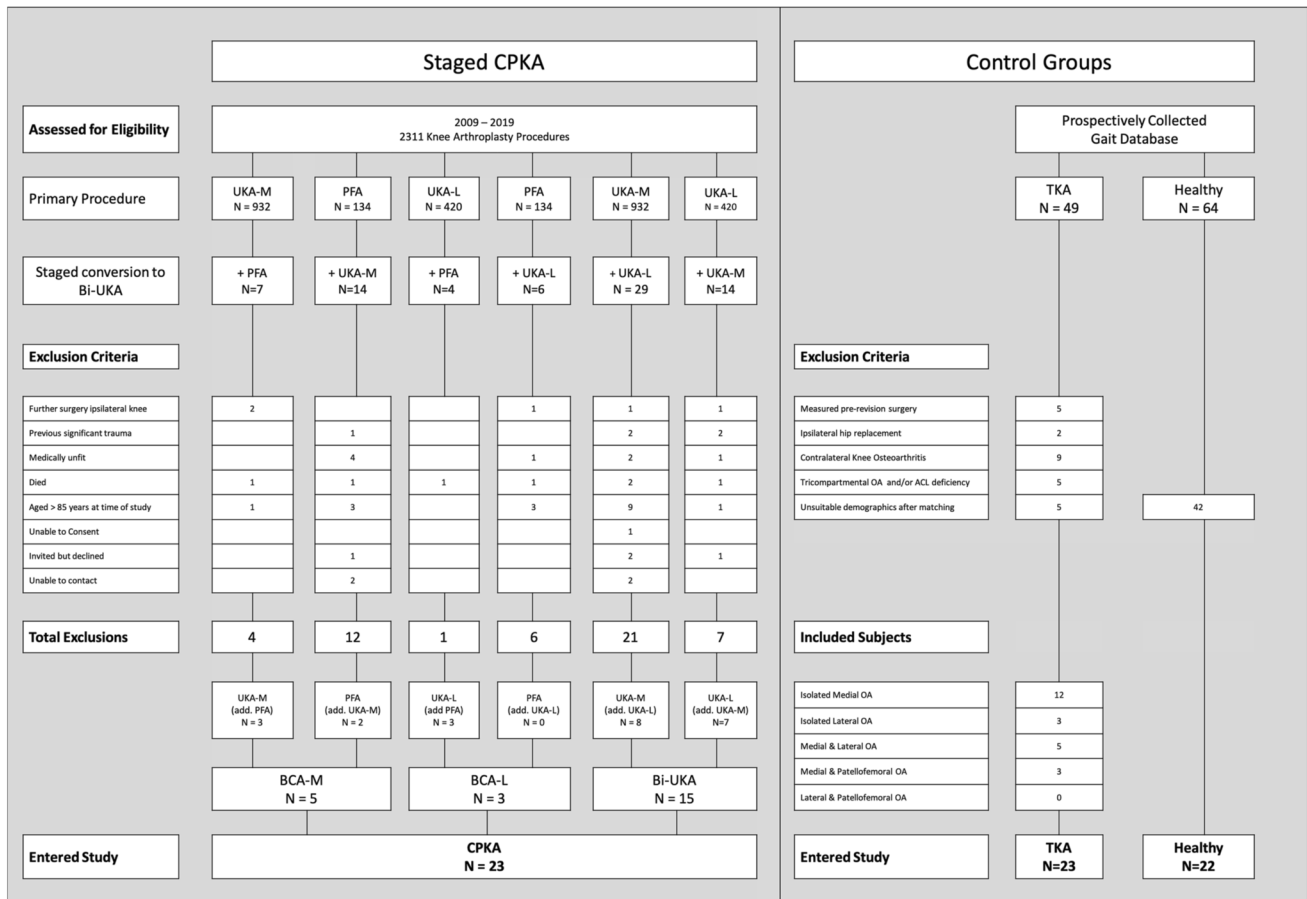 Staged CPKA
Control Groups
Assessed for Eligibility
2009 – 2019
2311 Knee Arthroplasty Procedures
Prospectively Collected
Gait Database
Primary Procedure
UKA-M
N = 932
PFA
N = 134
UKA-L
N = 420
PFA
N = 134
UKA-M
N = 932
UKA-L
N = 420
TKA
N = 49
Healthy
N = 64
Staged conversion to
Bi-UKA
+ PFA
N=7
+ UKA-M
N=14
+ PFA
N=4
+ UKA-L
N=6
+ UKA-L
N = 29
+ UKA-M
N=14
Exclusion Criteria
Exclusion Criteria
Further surgery ipsilateral knee 2 1 1 1
Previous significant trauma 1 2 2
Medically unfit 4 1 2 1
Died 1 1 1 1 2 1
Aged > 85 years at time of study 1 3 3 9 1
Unable to Consent 1
Invited but declined 1 2 1
Unable to contact 2 2
Measured pre-revision surgery 5
Ipsilateral hip replacement 2
Contralateral Knee Osteoarthritis 9
Tricompartmental OA and/or ACL deficiency 5
Unsuitable demographics after matching 5 42
Total Exclusions 4 12 1 6 21 7
Included Subjects
UKA-M
(add. PFA)
N = 3
PFA
(add. UKA-M)
N = 2
UKA-L
(add PFA)
N = 3
PFA
(add. UKA-L)
N = 0
UKA-M
(add. UKA-L)
N = 8
UKA-L
(add. UKA-M)
N=7
Isolated Medial OA 12
Isolated Lateral OA 3
Medial & Lateral OA 5
Medial & Patellofemoral OA 3
Lateral & Patellofemoral OA 0
BCA-M
N = 5
BCA-L
N = 3
Bi-UKA
N = 15
Entered Study
CPKA
N = 23
Entered Study
TKA
N=23
Healthy
N=22